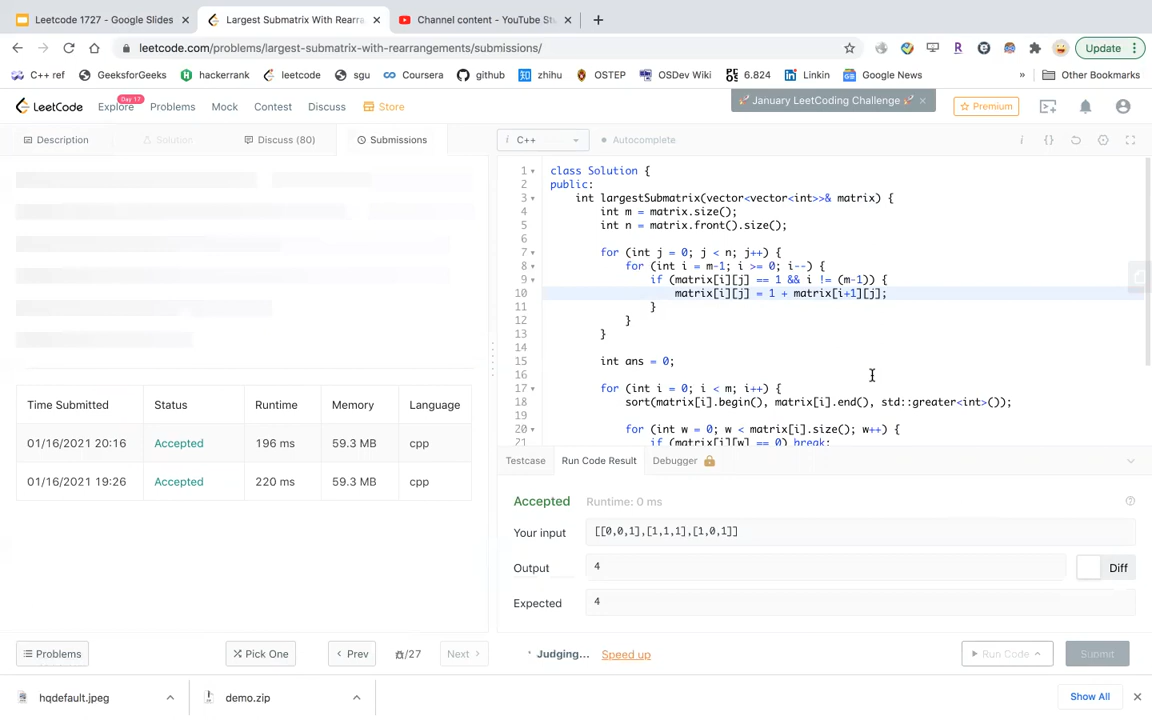 Leetcode 1727 - Google Slides
Largest Submatrix With Rearra
Channel content - YouTube Stu
leetcode.com/problems/largest-submatrix-with-rearrangements/submissions/
Update
C++ ref
GeeksforGeeks
hackerrank
leetcode
sgu
Coursera
github
知 zhihu
OSTEP
OSDev Wiki
6.824
Linkin
Google News
»
Other Bookmarks
LeetCode
Explore
Day 17
Problems
Mock
Contest
Discuss
Store
January LeetCoding Challenge
Premium
Description
Solution
Discuss (80)
Submissions
i C++
Autocomplete
1 class Solution {
2 public:
3 int largestSubmatrix(vector<vector<int>>& matrix) {
4 int m = matrix.size();
5 int n = matrix.front().size();
6
7 for (int j = 0; j < n; j++) {
8 for (int i = m-1; i >= 0; i--) {
9 if (matrix[i][j] == 1 && i != (m-1)) {
10 matrix[i][j] = 1 + matrix[i+1][j];
11 }
12 }
13 }
14
15 int ans = 0;
16
17 for (int i = 0; i < m; i++) {
18 sort(matrix[i].begin(), matrix[i].end(), std::greater<int>());
19
20 for (int w = 0; w < matrix[i].size(); w++) {
21 if (matrix[i][w] == 0) break;
Time Submitted Status Runtime Memory Language
01/16/2021 20:16 Accepted 196 ms 59.3 MB cpp
01/16/2021 19:26 Accepted 220 ms 59.3 MB cpp
Testcase
Run Code Result
Debugger
Accepted Runtime: 0 ms
Your input [[0,0,1],[1,1,1],[1,0,1]]
Output 4
Diff
Expected 4
Problems
Pick One
Prev
/27
Next
Judging...
Speed up
Run Code
Submit
hqdefault.jpeg
demo.zip
Show All